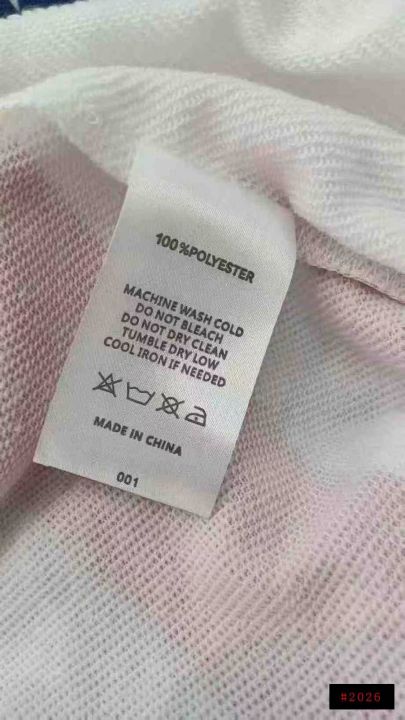 100%POLYESTER
MACHINE WASH COLD
DO NOT BLEACH
DO NOT DRY CLEAN
TUMBLE DRY LOW
COOL IRON IF NEEDED
MADE IN CHINA
001
#2026